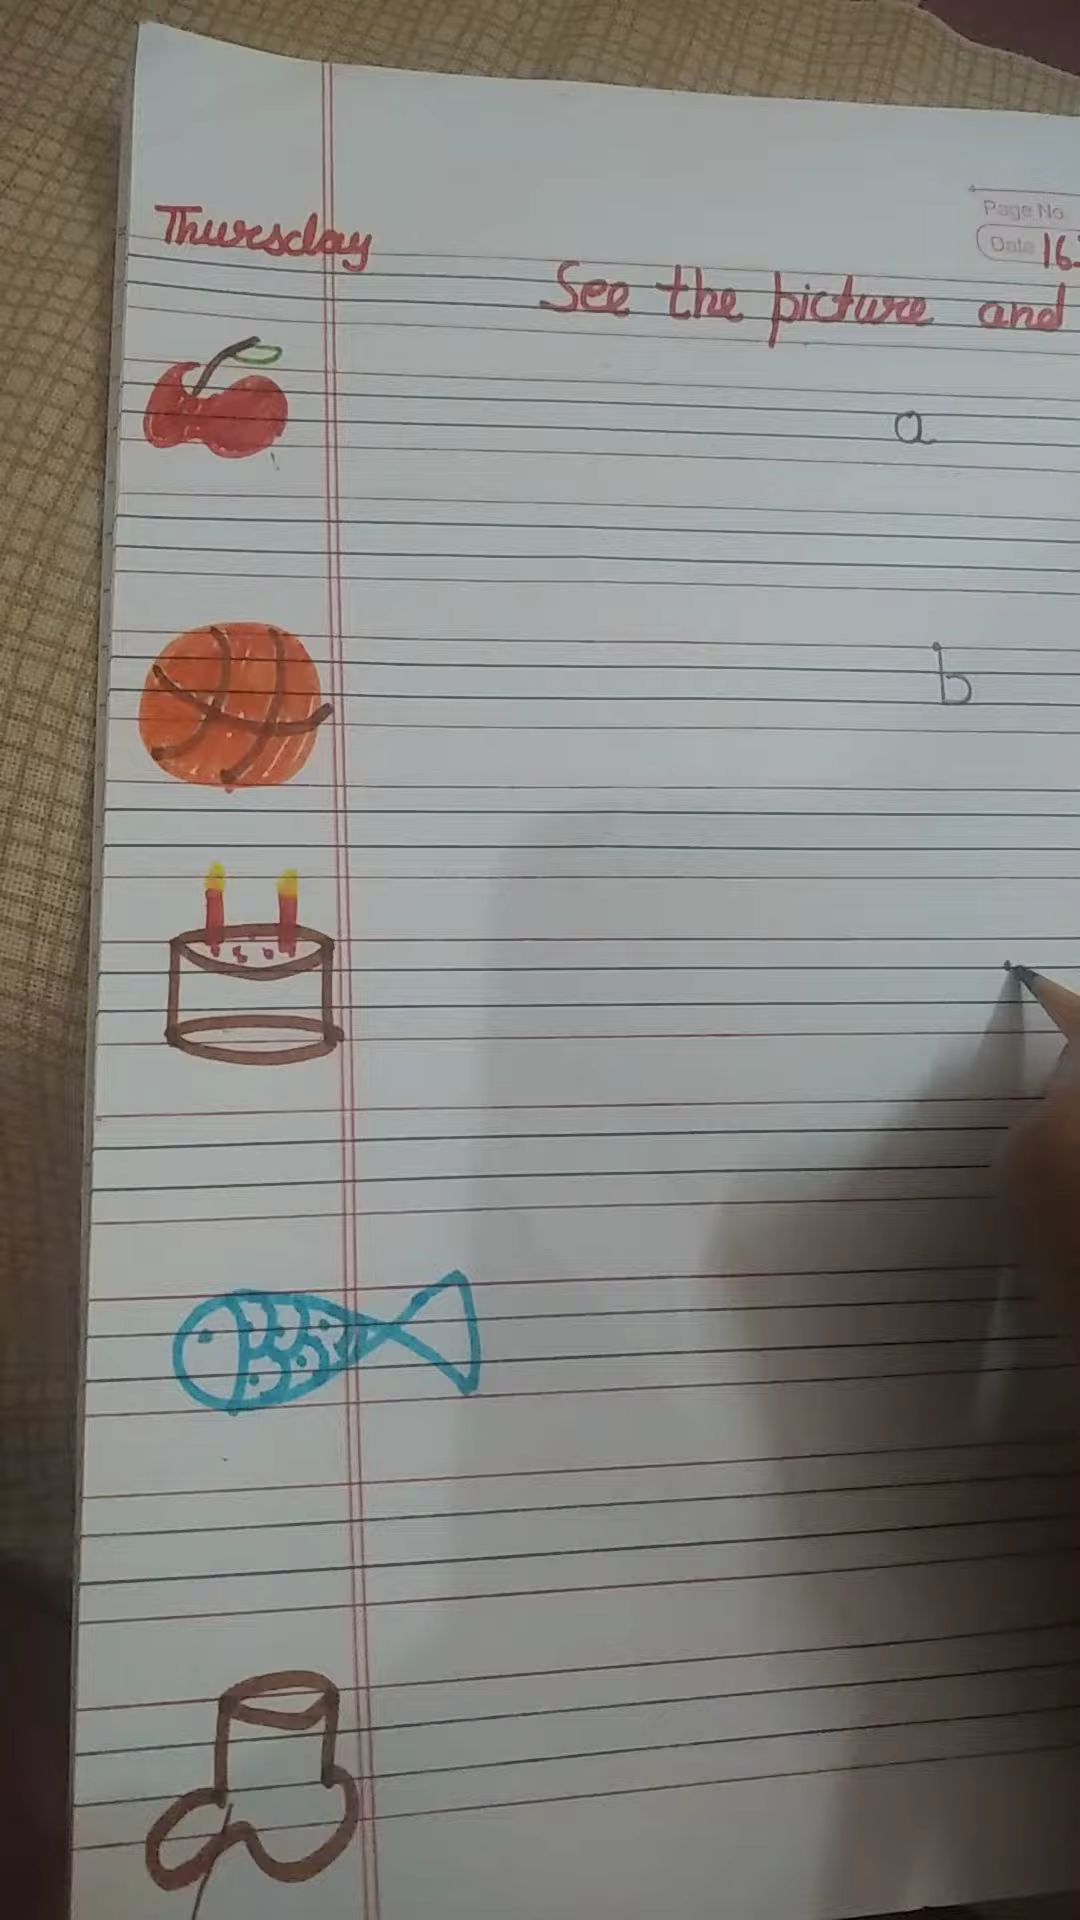 Page No
Thursday
Date 16
See the picture and
a
b